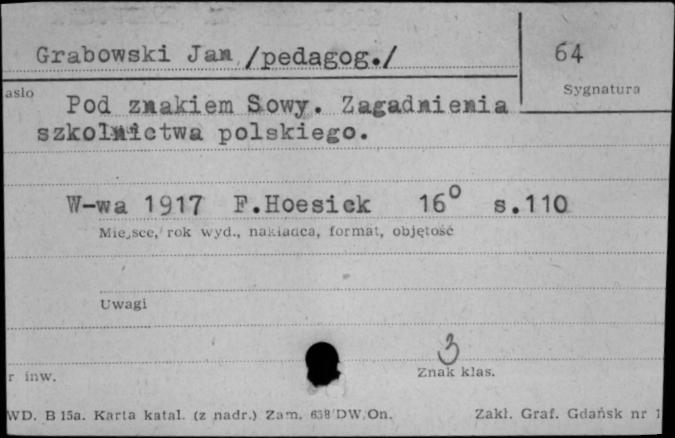 Grabowski Jan /pedagog./
64
Sygnatura
asło
Pod znakiem Sowy. Zagadnienia
szkolnictwa polskiego.
W-wa 1917 F.Hoesick 16° s.110
Miejsce, rok wyd., nakładca, format, objętość
Uwagi
3
r inw.
Znak klas.
WD. B 15a. Karta katal. (z nadr.) Zam. 638/DW/On.
Zakł. Graf. Gdańsk nr 1